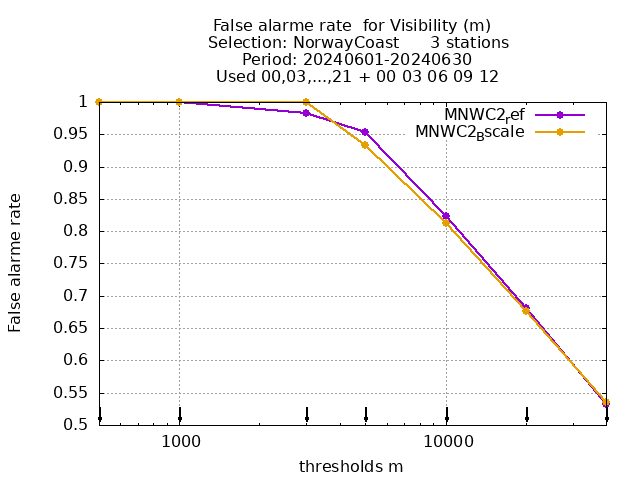 False alarme rate  for Visibility (m)
Selection: NorwayCoast      3 stations
Period: 20240601-20240630
Used 00,03,...,21 + 00 03 06 09 12
MNWC2ref
MNWC2Bscale
1
0.95
0.9
0.85
0.8
0.75
0.7
0.65
0.6
0.55
0.5
False alarme rate
1000
10000
thresholds m